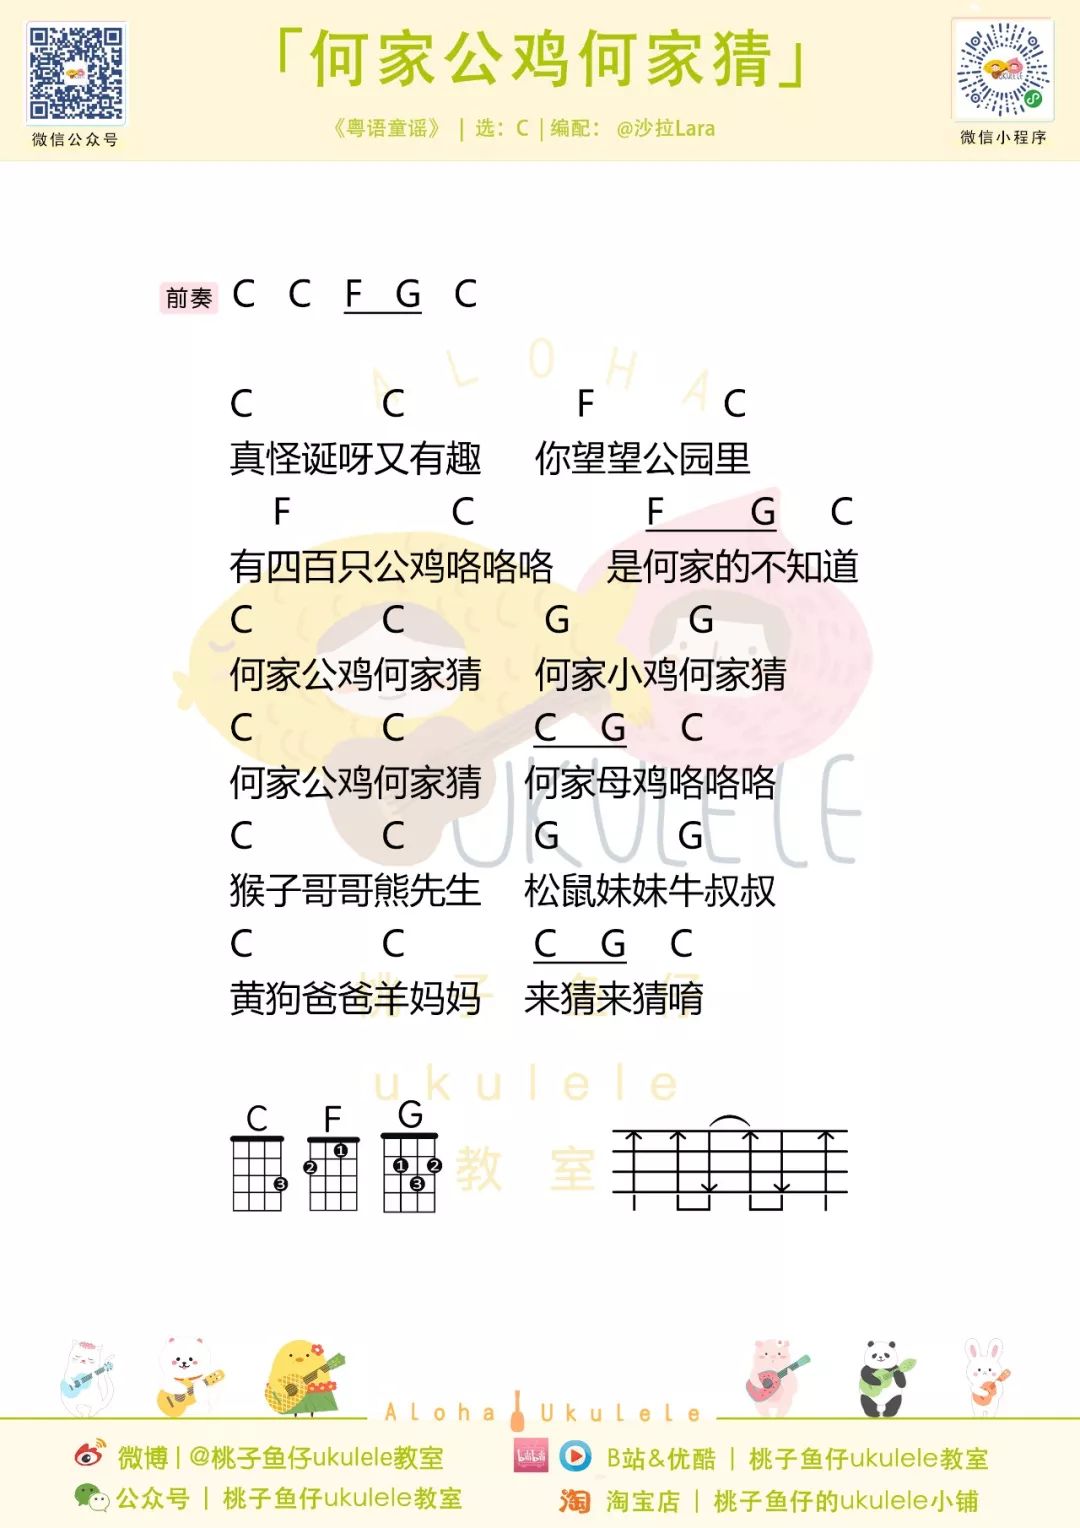 「何家公鸡何家猜」
《粤语童谣》 | 选：C | 编配： @沙拉Lara
微信公众号
UKULELE
微信小程序
前奏 C C F G C
ALOHA
C C F C
真怪诞呀又有趣 你望望公园里
F C F G C
有四百只公鸡咯咯咯 是何家的不知道
C C G G
何家公鸡何家猜 何家小鸡何家猜
C C C G C
何家公鸡何家猜 何家母鸡咯咯咯
UKULELE
C C G G
猴子哥哥熊先生 松鼠妹妹牛叔叔
C C C G C
黄狗爸爸羊妈妈 来猜来猜唷
桃子鱼仔
ukulele
教室
C F G
3 2 1 1 2 3
Aloha Ukulele
微博 | @桃子鱼仔ukulele教室
bilibili B站&优酷 | 桃子鱼仔ukulele教室
公众号 | 桃子鱼仔ukulele教室
淘 淘宝店 | 桃子鱼仔的ukulele小铺